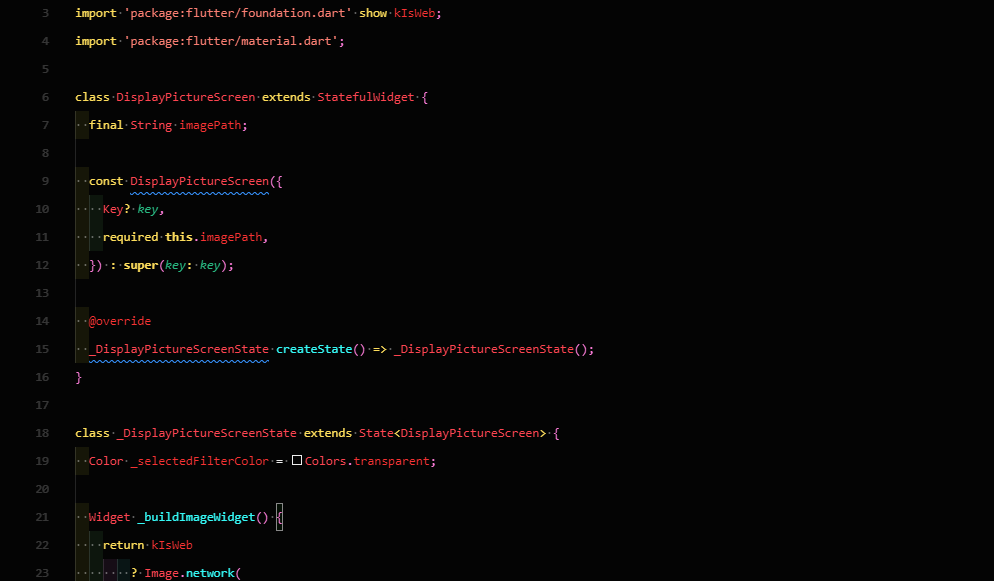 3 import 'package:flutter/foundation.dart' show kIsWeb;
4 import 'package:flutter/material.dart';
5
6 class DisplayPictureScreen extends StatefulWidget {
7   final String imagePath;
8
9   const DisplayPictureScreen({
10     Key? key,
11     required this.imagePath,
12   }) : super(key: key);
13
14   @override
15   _DisplayPictureScreenState createState() => _DisplayPictureScreenState();
16 }
17
18 class _DisplayPictureScreenState extends State<DisplayPictureScreen> {
19   Color _selectedFilterColor = Colors.transparent;
20
21   Widget _buildImageWidget() {
22     return kIsWeb
23         ? Image.network(